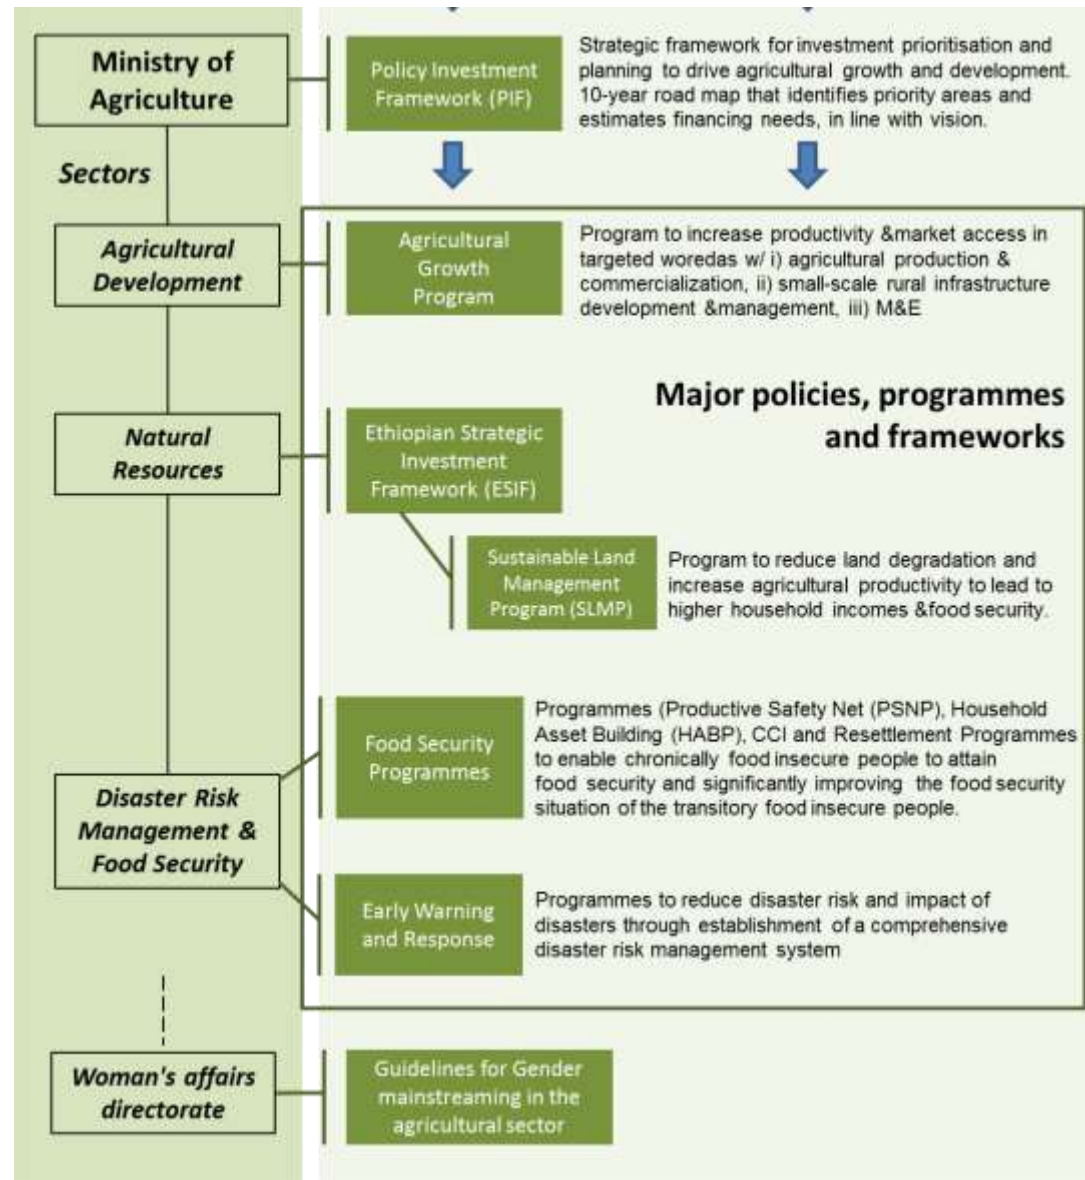 Ministry of
Agriculture
Policy Investment
Framework (PIF)
Strategic framework for investment prioritisation and
planning to drive agricultural growth and development.
10-year road map that identifies priority areas and
estimates financing needs, in line with vision.
Sectors
Agricultural
Development
Agricultural
Growth
Program
Program to increase productivity &market access in
targeted woredas w/ i) agricultural production &
commercialization, ii) small-scale rural infrastructure
development &management, iii) M&E
Major policies, programmes
and frameworks
Natural
Resources
Ethiopian Strategic
Investment
Framework (ESIF)
Sustainable Land
Management
Program (SLMP)
Program to reduce land degradation and
increase agricultural productivity to lead to
higher household incomes &food security.
Disaster Risk
Management &
Food Security
Food Security
Programmes
Programmes (Productive Safety Net (PSNP), Household
Asset Building (HABP), CCI and Resettlement Programmes
to enable chronically food insecure people to attain
food security and significantly improving the food security
situation of the transitory food insecure people.
Early Warning
and Response
Programmes to reduce disaster risk and impact of
disasters through establishment of a comprehensive
disaster risk management system
Woman's affairs
directorate
Guidelines for Gender
mainstreaming in the
agricultural sector